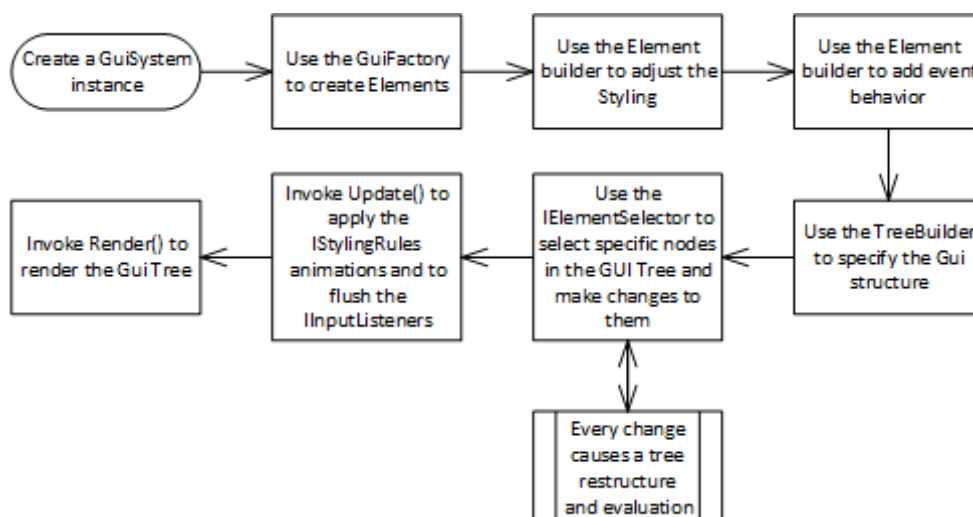 Create a GuiSystem
instance
Use the GuiFactory
to create Elements
Use the Element
builder to adjust the
Styling
Use the Element
builder to add event
behavior
Use the TreeBuilder
to specify the Gui
structure
Use the
IElementSelector to
select specific nodes
in the GUI Tree and
make changes to
them
Every change
causes a tree
restructure
and evaluation
Invoke Update() to
apply the
IStylingRules
animations and to
flush the
IInputListeners
Invoke Render() to
render the Gui Tree